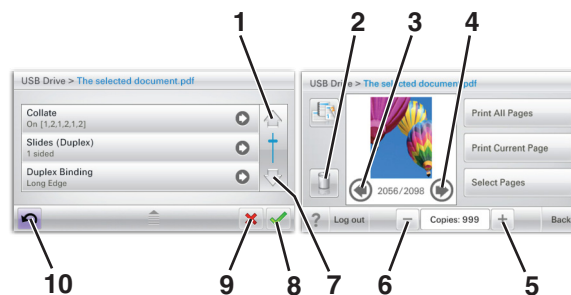 1
2
3
4
USB Drive > The selected document.pdf
Collate
On [1,2,1,2,1,2]
Slides (Duplex)
1 sided
Duplex Binding
Long Edge
USB Drive > The selected document.pdf
Print All Pages
Print Current Page
Select Pages
2056/2098
? Log out
Copies: 999
Back
10
9
8
7
6
5